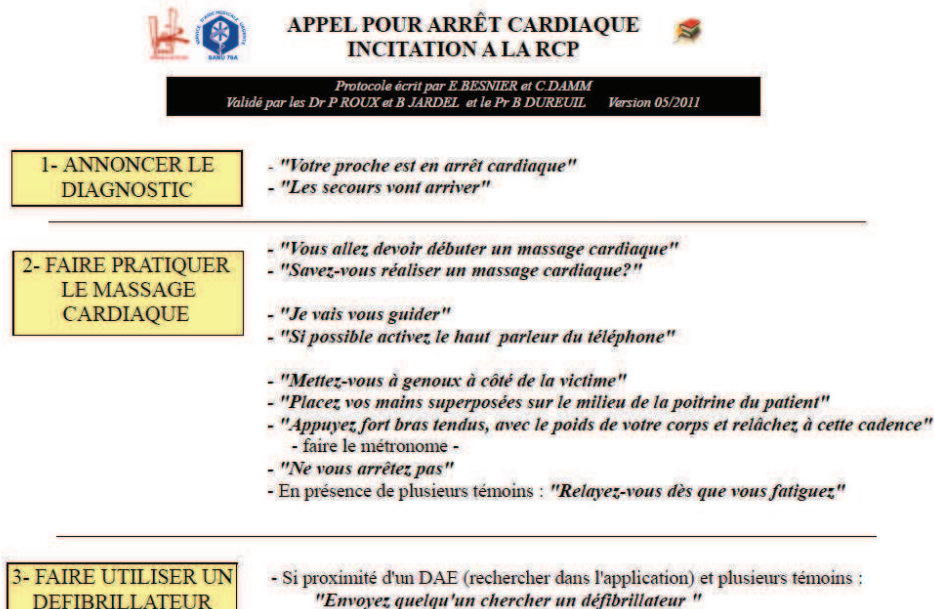 APPEL POUR ARRÊT CARDIAQUE
INCITATION A LA RCP
SAMU 76A
Protocole écrit par E.BESNIER et C.DAMM
Validé par les Dr P ROUX et B JARDEL et le Pr B DUREUIL Version 05/2011
1- ANNONCER LE
DIAGNOSTIC
- "Votre proche est en arrêt cardiaque"
- "Les secours vont arriver"
2- FAIRE PRATIQUER
LE MASSAGE
CARDIAQUE
- "Vous allez devoir débuter un massage cardiaque"
- "Savez-vous réaliser un massage cardiaque?"
- "Je vais vous guider"
- "Si possible activez le haut parleur du téléphone"
- "Mettez-vous à genoux à côté de la victime"
- "Placez vos mains superposées sur le milieu de la poitrine du patient"
- "Appuyez fort bras tendus, avec le poids de votre corps et relâchez à cette cadence"
- faire le métronome -
- "Ne vous arrêtez pas"
- En présence de plusieurs témoins : "Relayez-vous dès que vous fatiguez"
3- FAIRE UTILISER UN
DEFIBRILLATEUR
- Si proximité d'un DAE (rechercher dans l'application) et plusieurs témoins :
"Envoyez quelqu'un chercher un défibrillateur "